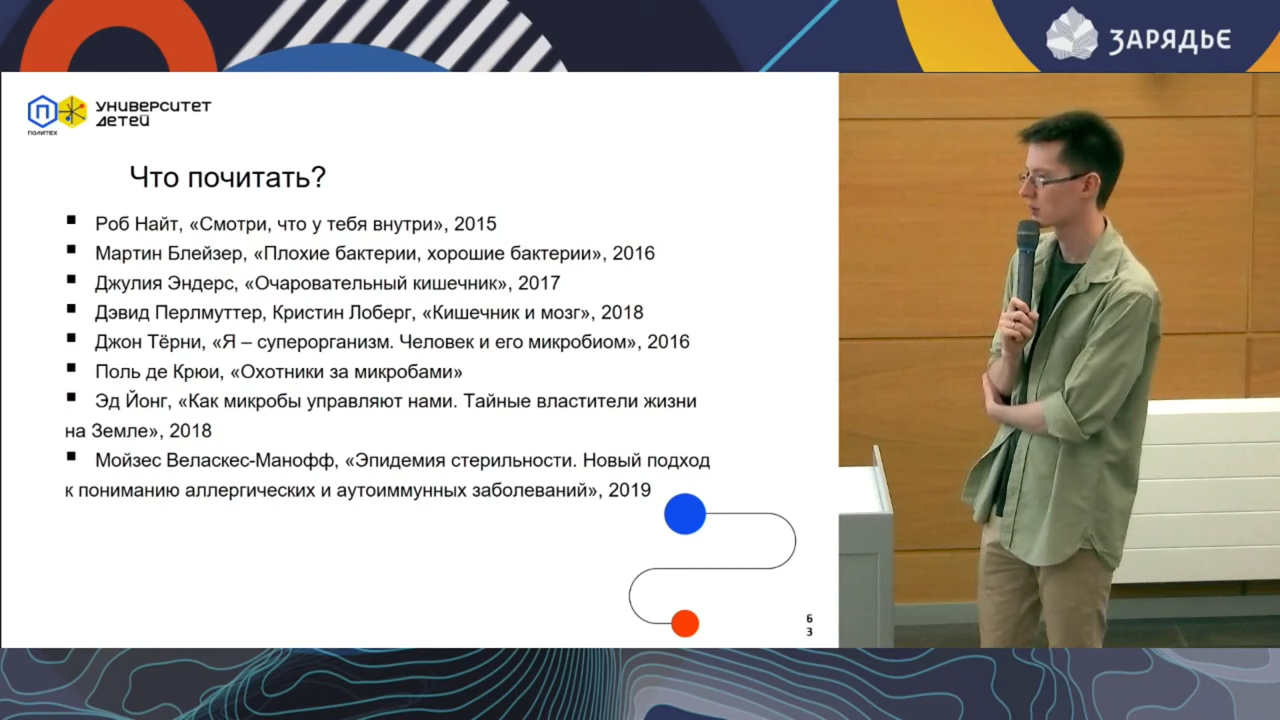 ЗАРЯДЬЕ
УНИВЕРСИТЕТ
ДЕТЕЙ
ПОЛИТЕХ
Что почитать?
Роб Найт, «Смотри, что у тебя внутри», 2015
Мартин Блейзер, «Плохие бактерии, хорошие бактерии», 2016
Джулия Эндерс, «Очаровательный кишечник», 2017
Дэвид Перлмуттер, Кристин Лоберг, «Кишечник и мозг», 2018
Джон Тёрни, «Я – суперорганизм. Человек и его микробиом», 2016
Поль де Крюи, «Охотники за микробами»
Эд Йонг, «Как микробы управляют нами. Тайные властители жизни
на Земле», 2018
Мойзес Веласкес-Манофф, «Эпидемия стерильности. Новый подход
к пониманию аллергических и аутоиммунных заболеваний», 2019
6
3